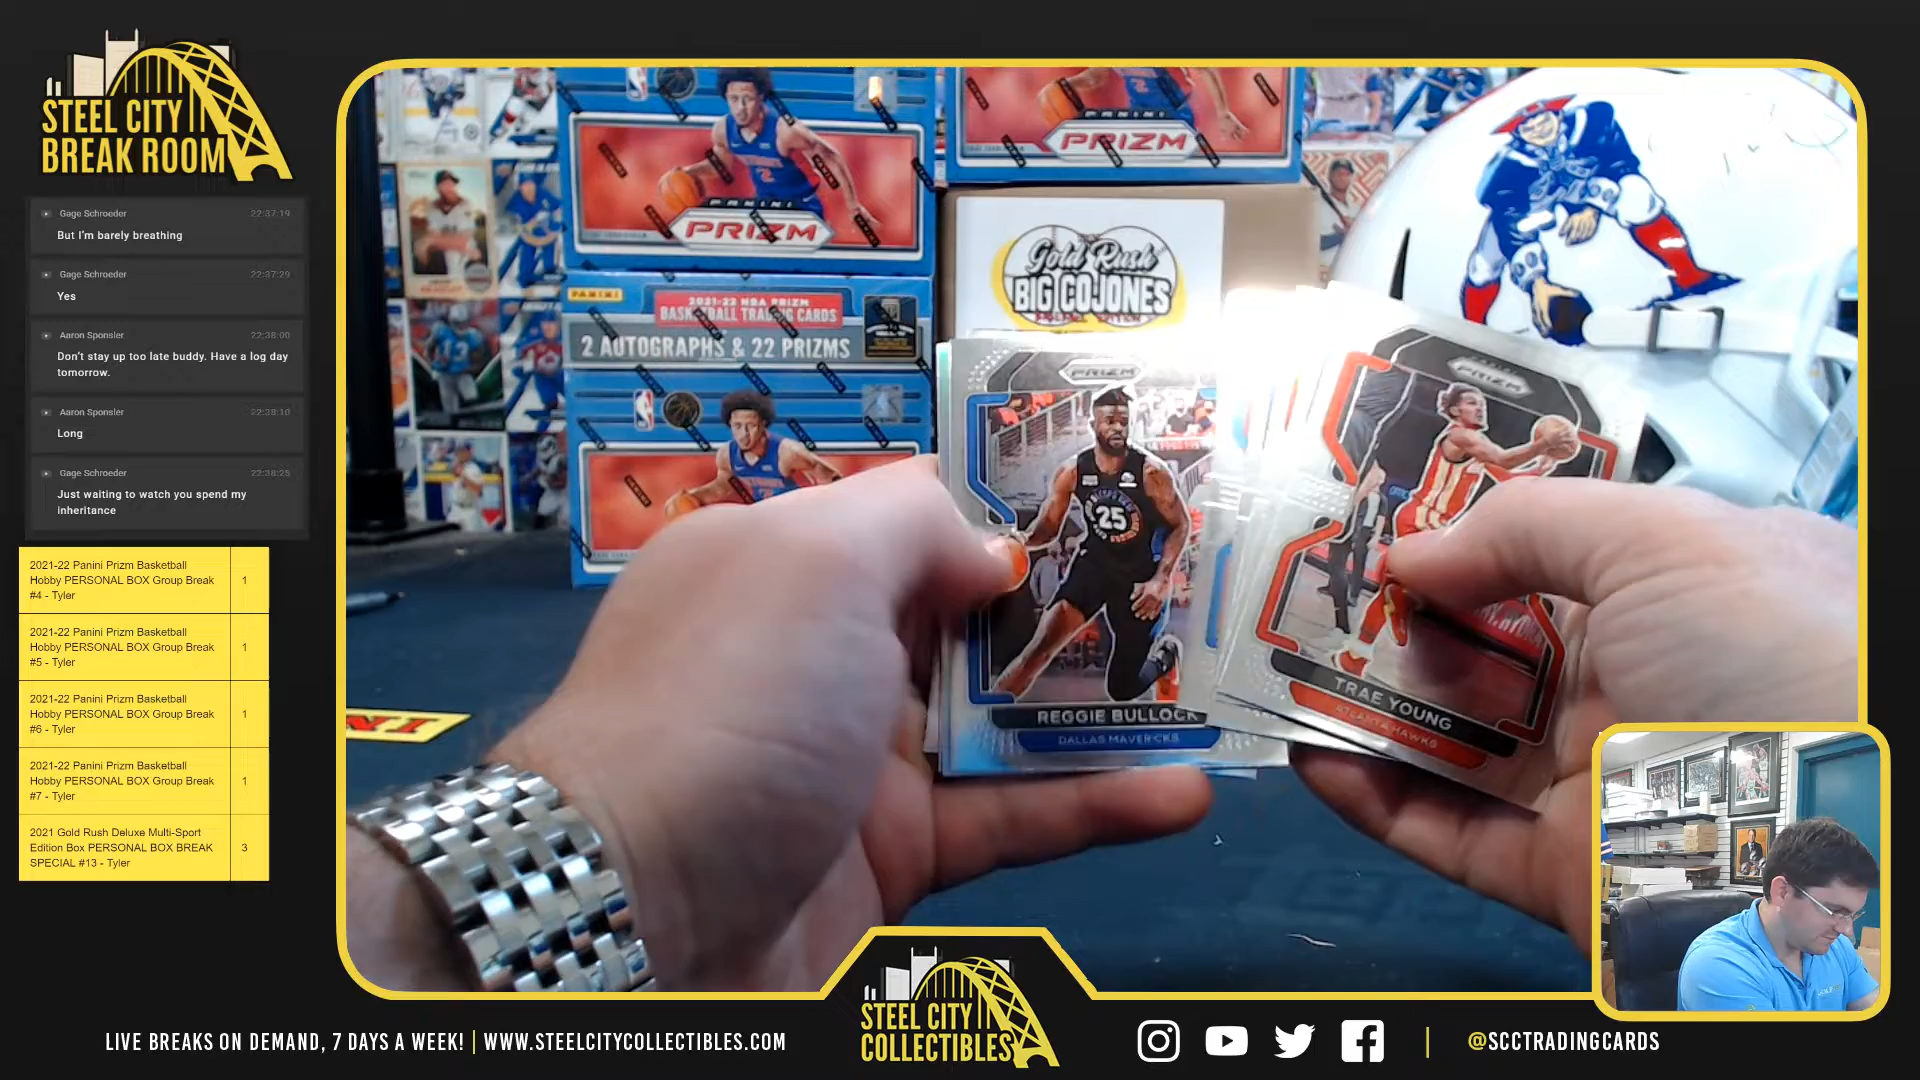 STEEL CITY
BREAK ROOM
Gage Schroeder 22:37:19
But I'm barely breathing
Gage Schroeder 22:37:29
Yes
Aaron Sponsler 22:38:00
Don't stay up too late buddy. Have a log day
tomorrow.
Aaron Sponsler 22:38:10
Long
Gage Schroeder 22:38:25
Just waiting to watch you spend my
inheritance
2021-22 Panini Prizm Basketball
Hobby PERSONAL BOX Group Break 1
#4 - Tyler
2021-22 Panini Prizm Basketball
Hobby PERSONAL BOX Group Break 1
#5 - Tyler
2021-22 Panini Prizm Basketball
Hobby PERSONAL BOX Group Break 1
#6 - Tyler
2021-22 Panini Prizm Basketball
Hobby PERSONAL BOX Group Break 1
#7 - Tyler
2021 Gold Rush Deluxe Multi-Sport
Edition Box PERSONAL BOX BREAK 3
SPECIAL #13 - Tyler
PANINI
PRIZM
PRIZM
PANINI
2021-22 NBA PRIZM
BASKETBALL TRADING CARDS
2 AUTOGRAPHS & 22 PRIZMS
Gold Rush
BIG COJONES
PRIZM
25
REGGIE BULLOCK
DALLAS MAVERICKS
PRIZM
TRAE YOUNG
ATLANTA HAWKS
STEEL CITY
COLLECTIBLES
LIVE BREAKS ON DEMAND, 7 DAYS A WEEK! | WWW.STEELCITYCOLLECTIBLES.COM
| @SCCTRADINGCARDS